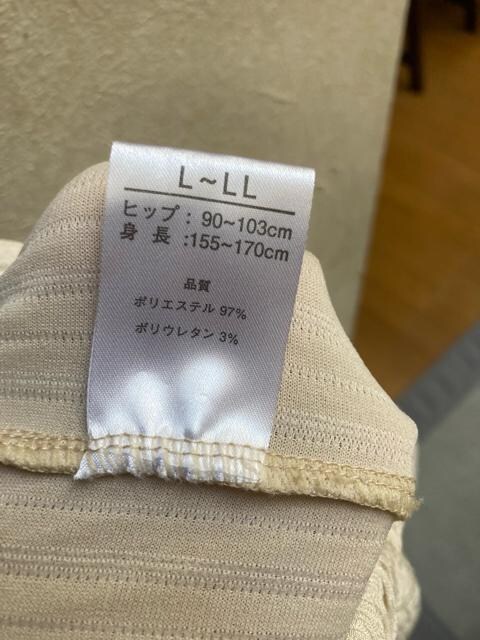 L~LL
ヒップ: 90~103cm
身長:155~170cm
品質
ポリエステル 97%
ポリウレタン 3%